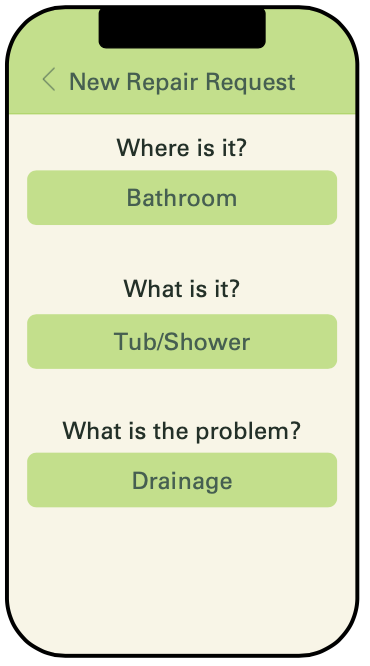 New Repair Request
Where is it?
Bathroom
What is it?
Tub/Shower
What is the problem?
Drainage